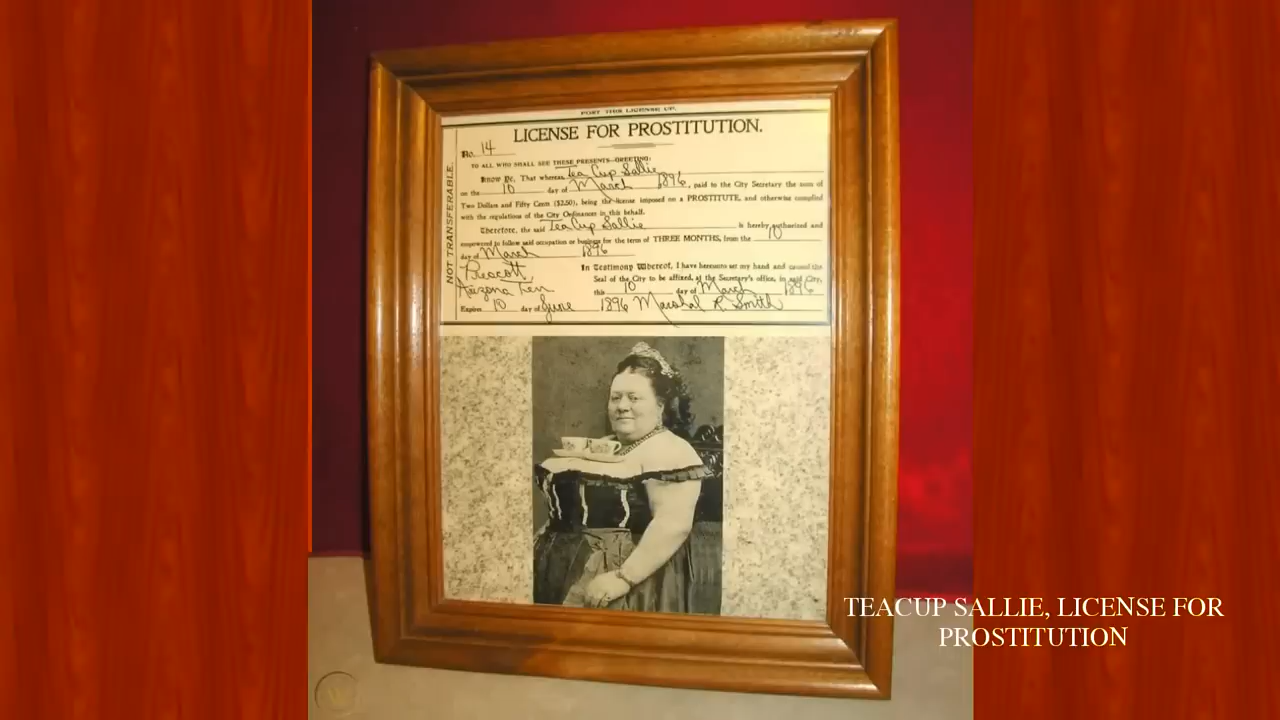 POST THIS LICENSE UP.
LICENSE FOR PROSTITUTION.
NOT TRANSFERABLE.
No. 14
TO ALL WHO SHALL SEE THESE PRESENTS—GREETING:
Know Ye, That whereas Tea Cup Sallie
on the 10 day of March 1896, paid to the City Secretary the sum of
Two Dollars and Fifty Cents ($2.50), being the license imposed on a PROSTITUTE, and otherwise complied
with the regulations of the City Ordinances in this behalf.
Therefore, the said Tea Cup Sallie is hereby authorized and
empowered to follow said occupation or business for the term of THREE MONTHS, from the 10
day of March 1896
Prescott,
Arizona Terr
In Testimony Whereof, I have hereunto set my hand and caused the
Seal of the City to be affixed, at the Secretary's office, in said City,
this 10 day of March 1896
Expires 10 day of June 1896 Marshal R Smith
TEACUP SALLIE, LICENSE FOR
PROSTITUTION